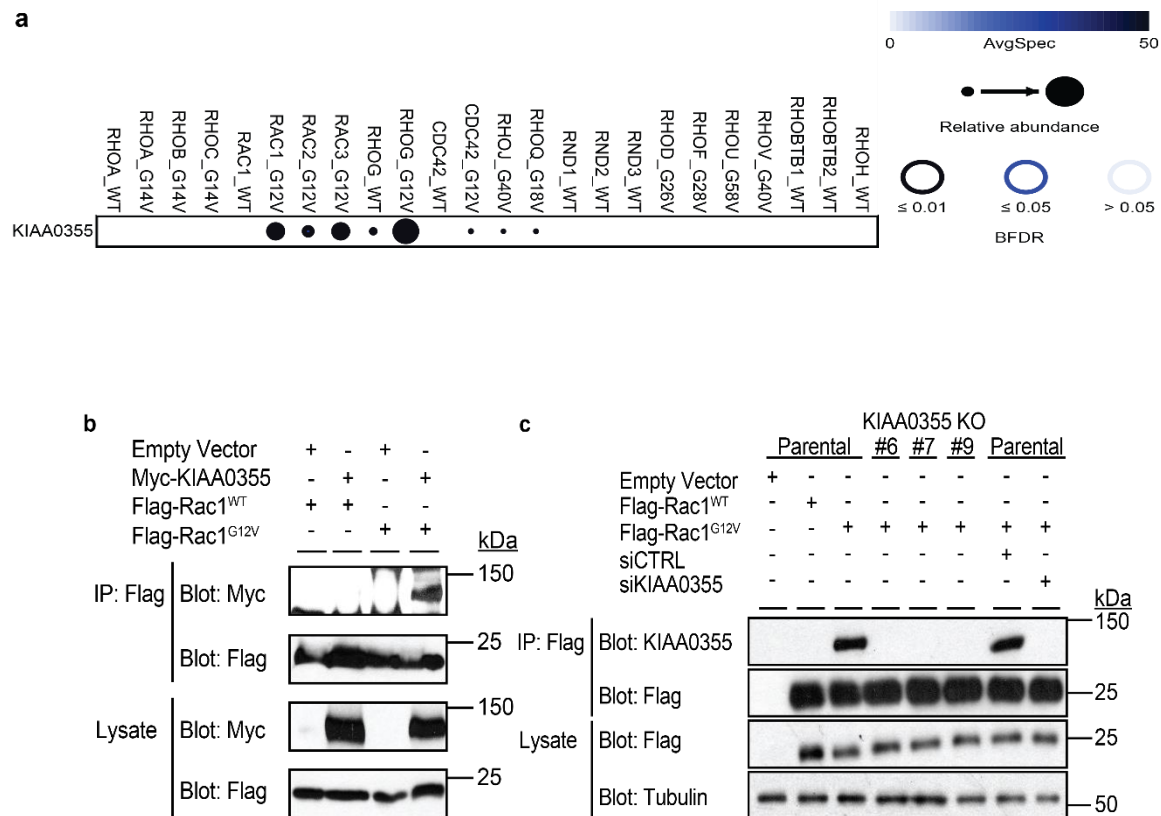 a
0 AvgSpec 50
Relative abundance
≤ 0.01 ≤ 0.05 > 0.05
BFDR
RHOA_WT
RHOA_G14V
RHOB_G14V
RHOC_G14V
RAC1_WT
RAC1_G12V
RAC2_G12V
RAC3_G12V
RHOG_WT
RHOG_G12V
CDC42_WT
CDC42_G12V
RHOJ_G40V
RHOQ_G18V
RND1_WT
RND2_WT
RND3_WT
RHOD_G26V
RHOF_G28V
RHOU_G58V
RHOV_G40V
RHOBTB1_WT
RHOBTB2_WT
RHOH_WT
KIAA0355
b
Empty Vector + - + -
Myc-KIAA0355 - + - +
Flag-Rac1WT + + - -
Flag-Rac1G12V - - + +
kDa
IP: Flag Blot: Myc 150
Blot: Flag 25
Lysate Blot: Myc 150
Blot: Flag 25
c
KIAA0355 KO
Parental #6 #7 #9 Parental
Empty Vector + - - - - - - -
Flag-Rac1WT - + - - - - - -
Flag-Rac1G12V - - + + + + + +
siCTRL - - - - - - + -
siKIAA0355 - - - - - - - +
kDa
IP: Flag Blot: KIAA0355 150
Blot: Flag 25
Lysate Blot: Flag 25
Blot: Tubulin 50